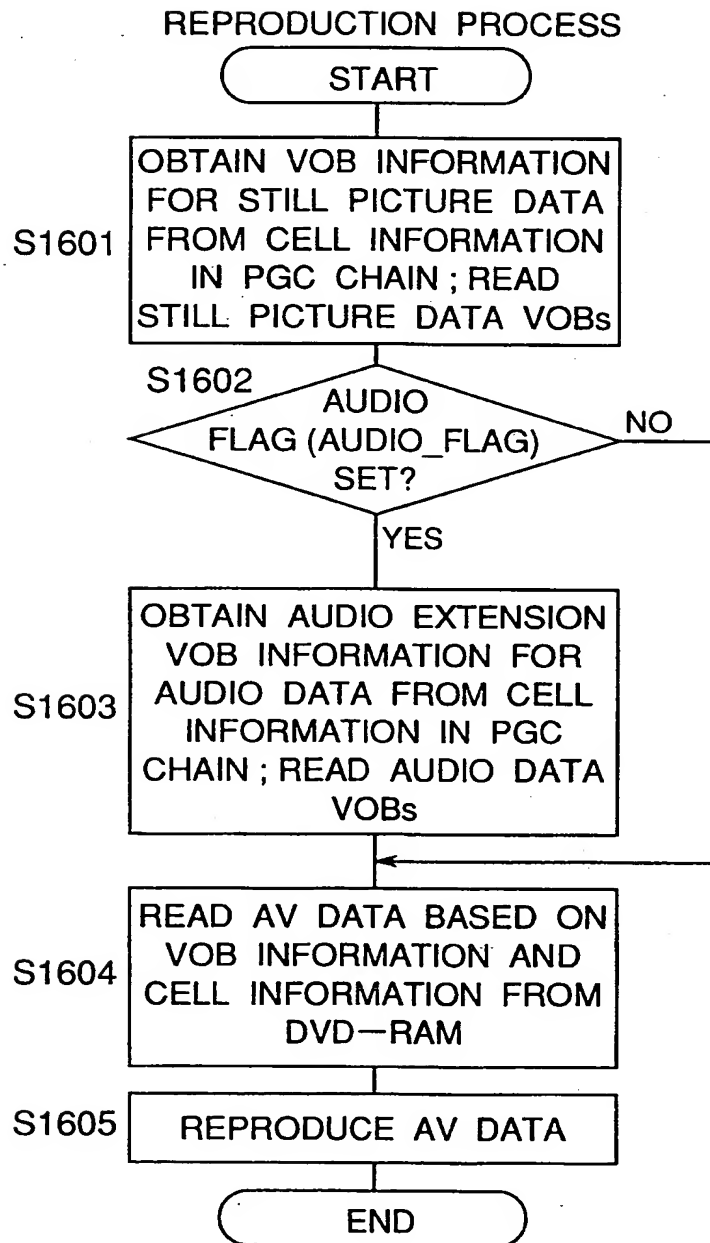 REPRODUCTION PROCESS
START
S1601
OBTAIN VOB INFORMATION
FOR STILL PICTURE DATA
FROM CELL INFORMATION
IN PGC CHAIN ; READ
STILL PICTURE DATA VOBs
S1602
AUDIO
FLAG (AUDIO_FLAG)
SET?
NO
YES
S1603
OBTAIN AUDIO EXTENSION
VOB INFORMATION FOR
AUDIO DATA FROM CELL
INFORMATION IN PGC
CHAIN ; READ AUDIO DATA
VOBs
S1604
READ AV DATA BASED ON
VOB INFORMATION AND
CELL INFORMATION FROM
DVD—RAM
S1605
REPRODUCE AV DATA
END